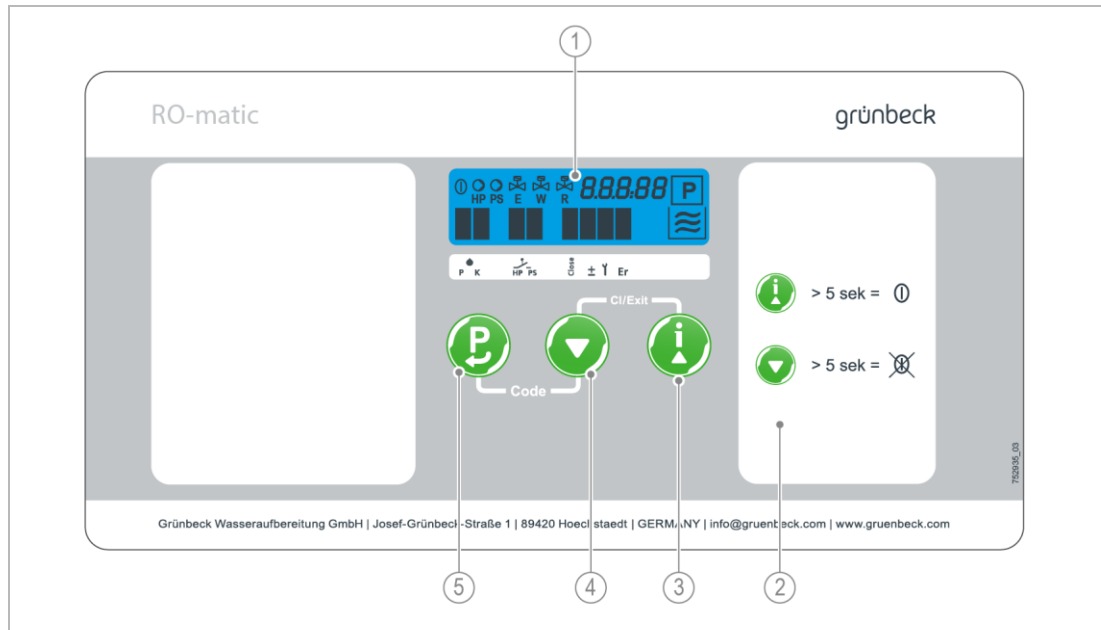 1
RO-matic
grünbeck
8.8.8:88 P
HP PS E W R
P K HP PS Close ± Er
Cl/Exit
P
i
Code
i > 5 sek =
> 5 sek =
752935_03
Grünbeck Wasseraufbereitung GmbH | Josef-Grünbeck-Straße 1 | 89420 Hoechstaedt | GERMANY | info@gruenbeck.com | www.gruenbeck.com
5 4 3 2